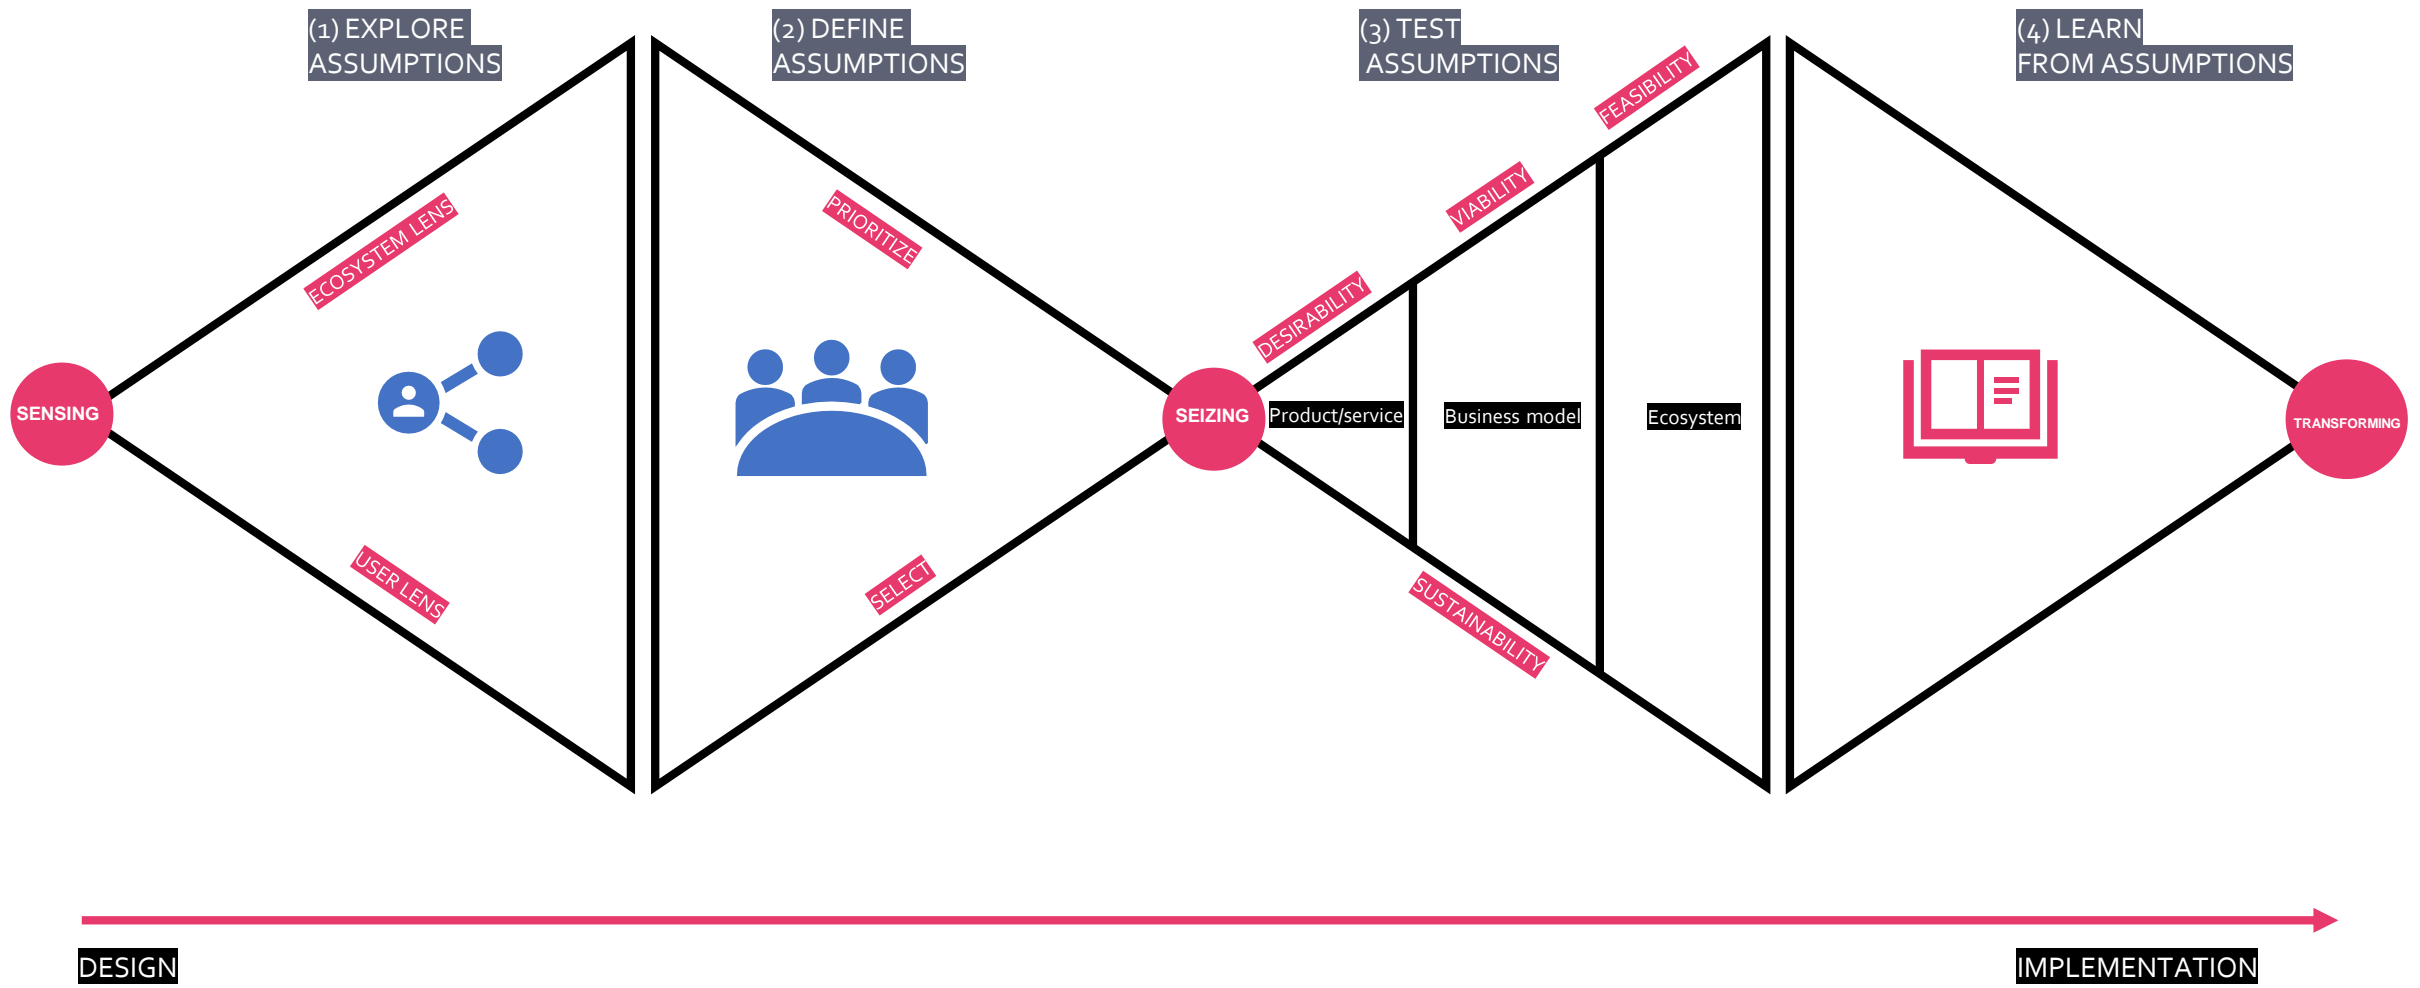 (1) EXPLORE
ASSUMPTIONS
(2) DEFINE
ASSUMPTIONS
(3) TEST
ASSUMPTIONS
(4) LEARN
FROM ASSUMPTIONS
ECOSYSTEM LENS
USER LENS
PRIORITIZE
SELECT
DESIRABILITY
VIABILITY
FEASIBILITY
SUSTAINABILITY
SENSING
SEIZING
Product/service
Business model
Ecosystem
TRANSFORMING
DESIGN
IMPLEMENTATION